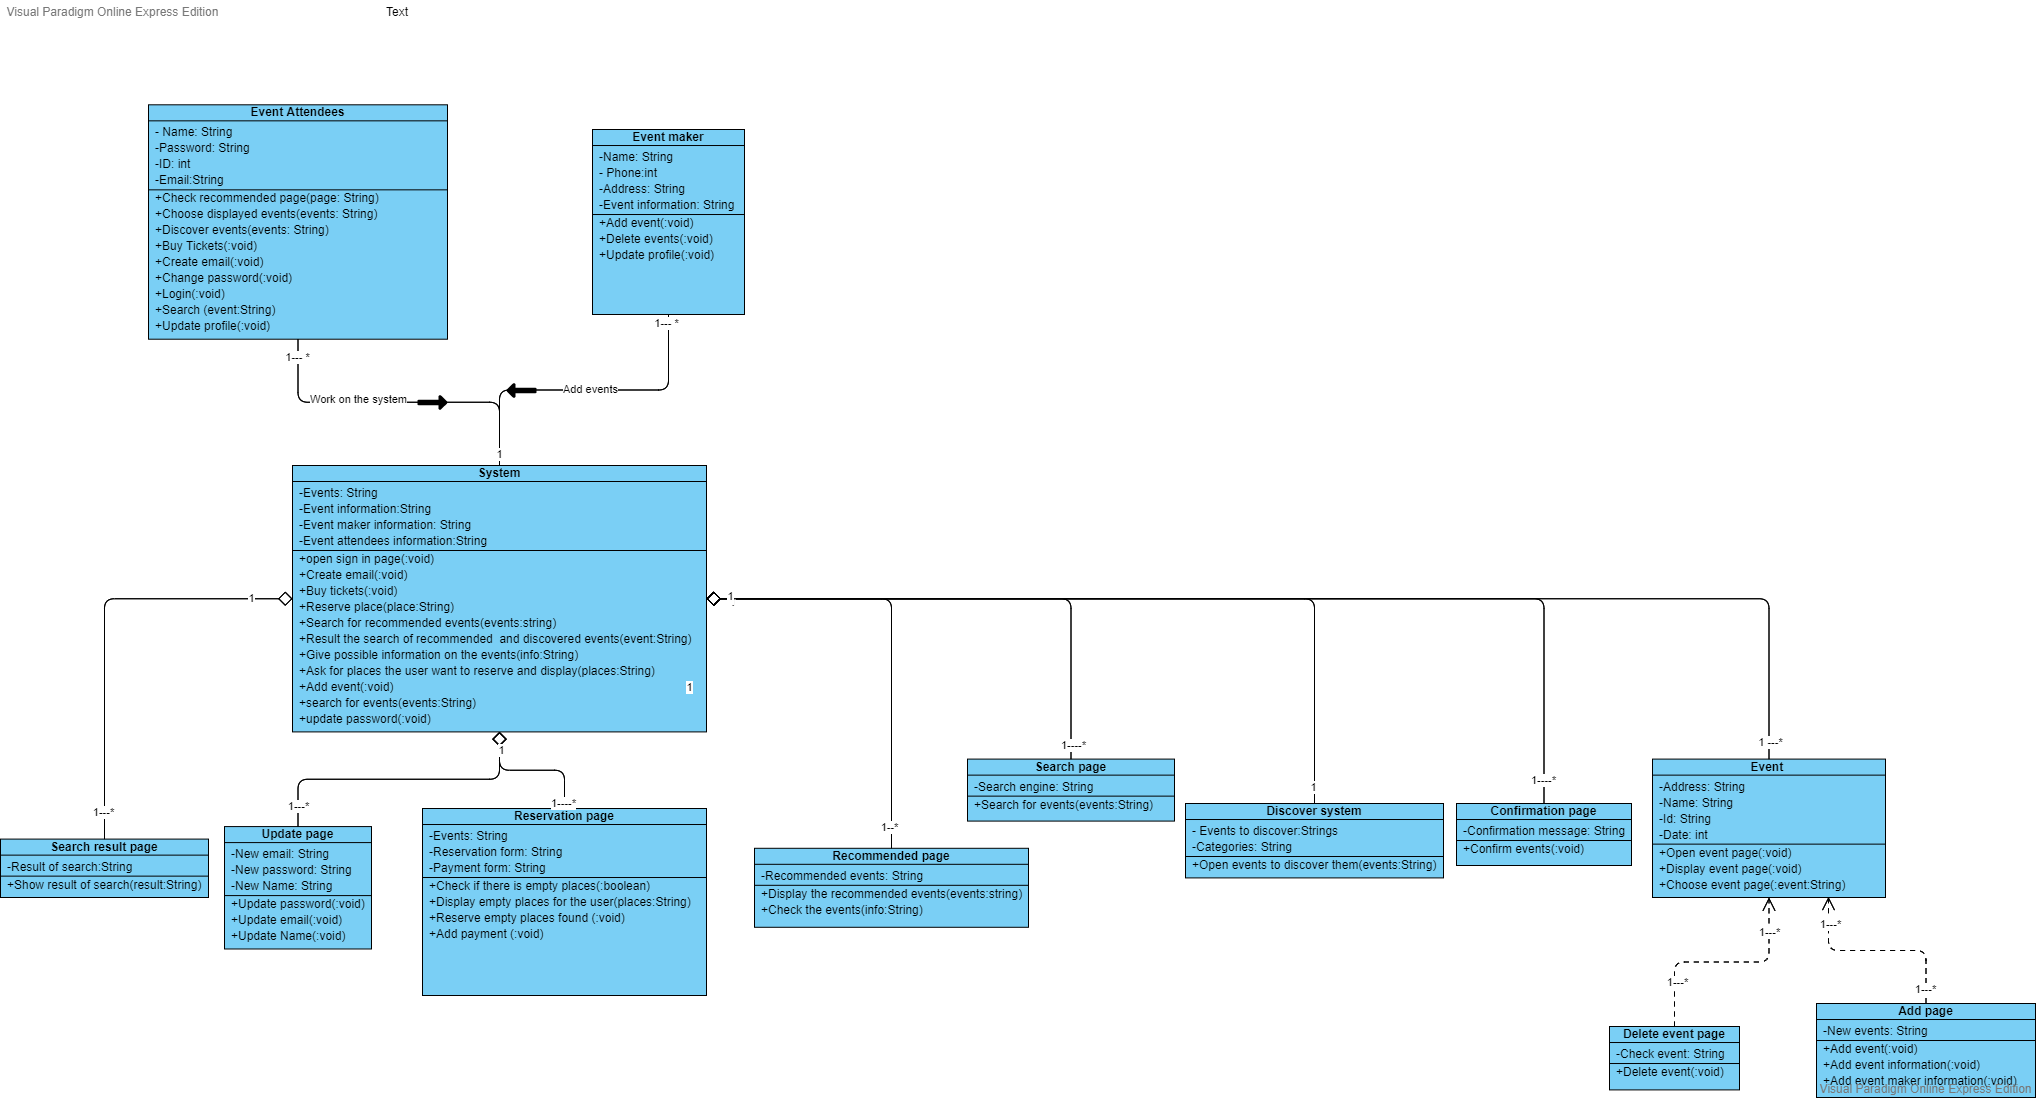 Visual Paradigm Online Express Edition
Text
Event Attendees
- Name: String
-Password: String
-ID: int
-Email:String
+Check recommended page(page: String)
+Choose displayed events(events: String)
+Discover events(events: String)
+Buy Tickets(:void)
+Create email(:void)
+Change password(:void)
+Login(:void)
+Search (event:String)
+Update profile(:void)
Event maker
-Name: String
- Phone:int
-Address: String
-Event information: String
+Add event(:void)
+Delete events(:void)
+Update profile(:void)
1--- *
1--- *
Work on the system
Add events
1
System
-Events: String
-Event information:String
-Event maker information: String
-Event attendees information:String
+open sign in page(:void)
+Create email(:void)
+Buy tickets(:void)
+Reserve place(place:String)
+Search for recommended events(events:string)
+Result the search of recommended  and discovered events(event:String)
+Give possible information on the events(info:String)
+Ask for places the user want to reserve and display(places:String)
+Add event(:void)
+search for events(events:String)
+update password(:void)
1
1
1
1
1---*
Search result page
-Result of search:String
+Show result of search(result:String)
1---*
Update page
-New email: String
-New password: String
-New Name: String
+Update password(:void)
+Update email(:void)
+Update Name(:void)
1----*
Reservation page
-Events: String
-Reservation form: String
-Payment form: String
+Check if there is empty places(:boolean)
+Display empty places for the user(places:String)
+Reserve empty places found (:void)
+Add payment (:void)
1--*
Recommended page
-Recommended events: String
+Display the recommended events(events:string)
+Check the events(info:String)
1----*
Search page
-Search engine: String
+Search for events(events:String)
1
Discover system
- Events to discover:Strings
-Categories: String
+Open events to discover them(events:String)
1----*
Confirmation page
-Confirmation message: String
+Confirm events(:void)
1 ---*
Event
-Address: String
-Name: String
-Id: String
-Date: int
+Open event page(:void)
+Display event page(:void)
+Choose event page(:event:String)
1---*
1---*
1---*
1---*
Delete event page
-Check event: String
+Delete event(:void)
Add page
-New events: String
+Add event(:void)
+Add event information(:void)
+Add event maker information(:void)
Visual Paradigm Online Express Edition